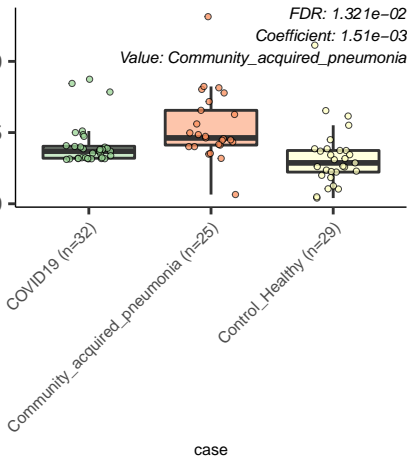 FDR: 1.321e−02
Coefficient: 1.51e−03
Value: Community_acquired_pneumonia
COVID19 (n=32)
Community_acquired_pneumonia (n=25)
Control_Healthy (n=29)
case